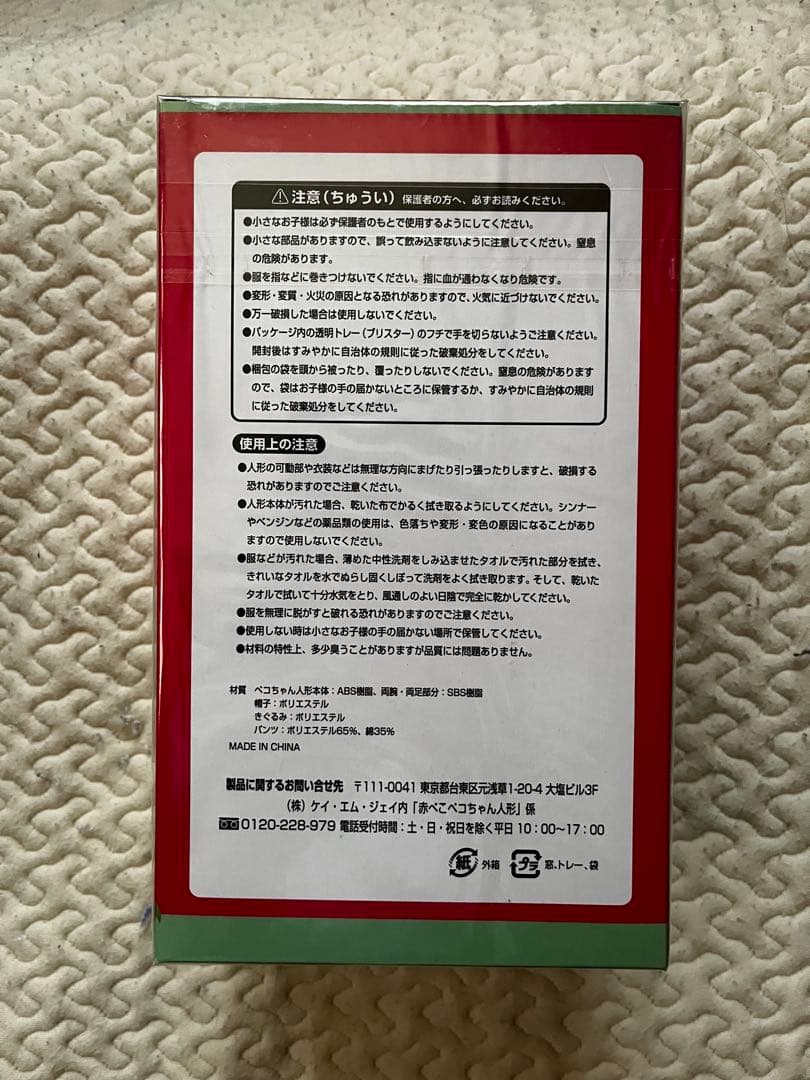 ⚠注意(ちゅうい) 保護者の方へ、必ずお読みください。
●小さなお子様は必ず保護者のもとで使用するようにしてください。
●小さな部品がありますので、誤って飲み込まないように注意してください。窒息
の危険があります。
●服を指などに巻きつけないでください。指に血が通わなくなり危険です。
●変形・変質・火災の原因となる恐れがありますので、火気に近づけないでください。
●万一破損した場合は使用しないでください。
●パッケージ内の透明トレー(ブリスター)のフチで手を切らないようご注意ください。
開封後はすみやかに自治体の規則に従った破棄処分をしてください。
●梱包の袋を頭から被ったり、覆ったりしないでください。窒息の危険があります
ので、袋はお子様の手の届かないところに保管するか、すみやかに自治体の規則
に従った破棄処分をしてください。
使用上の注意
●人形の可動部や衣装などは無理な方向にまげたり引っ張ったりしますと、破損する
恐れがありますのでご注意ください。
●人形本体が汚れた場合、乾いた布でかるく拭き取るようにしてください。シンナー
やベンジンなどの薬品類の使用は、色落ちや変形・変色の原因になることがあり
ますので使用しないでください。
●服などが汚れた場合、薄めた中性洗剤をしみ込ませたタオルで汚れた部分を拭き、
きれいなタオルを水でぬらし固くしぼって洗剤をよく拭き取ります。そして、乾いた
タオルで拭いて十分水気をとり、風通しのよい日陰で完全に乾かしてください。
●服を無理に脱がすと破れる恐れがありますのでご注意ください。
●使用しない時は小さなお子様の手の届かない場所で保管してください。
●材料の特性上、多少臭うことがありますが品質には問題ありません。
材質 ペコちゃん人形本体:ABS樹脂、両腕・両足部分:SBS樹脂
帽子:ポリエステル
きぐるみ:ポリエステル
パンツ:ポリエステル65%、綿35%
MADE IN CHINA
製品に関するお問い合せ先 〒111-0041 東京都台東区元浅草1-20-4 大塩ビル3F
(株)ケイ・エム・ジェイ内「赤べこペコちゃん人形」係
0120-228-979 電話受付時間:土・日・祝日を除く平日 10:00〜17:00
紙 外箱 プラ 窓、トレー、袋